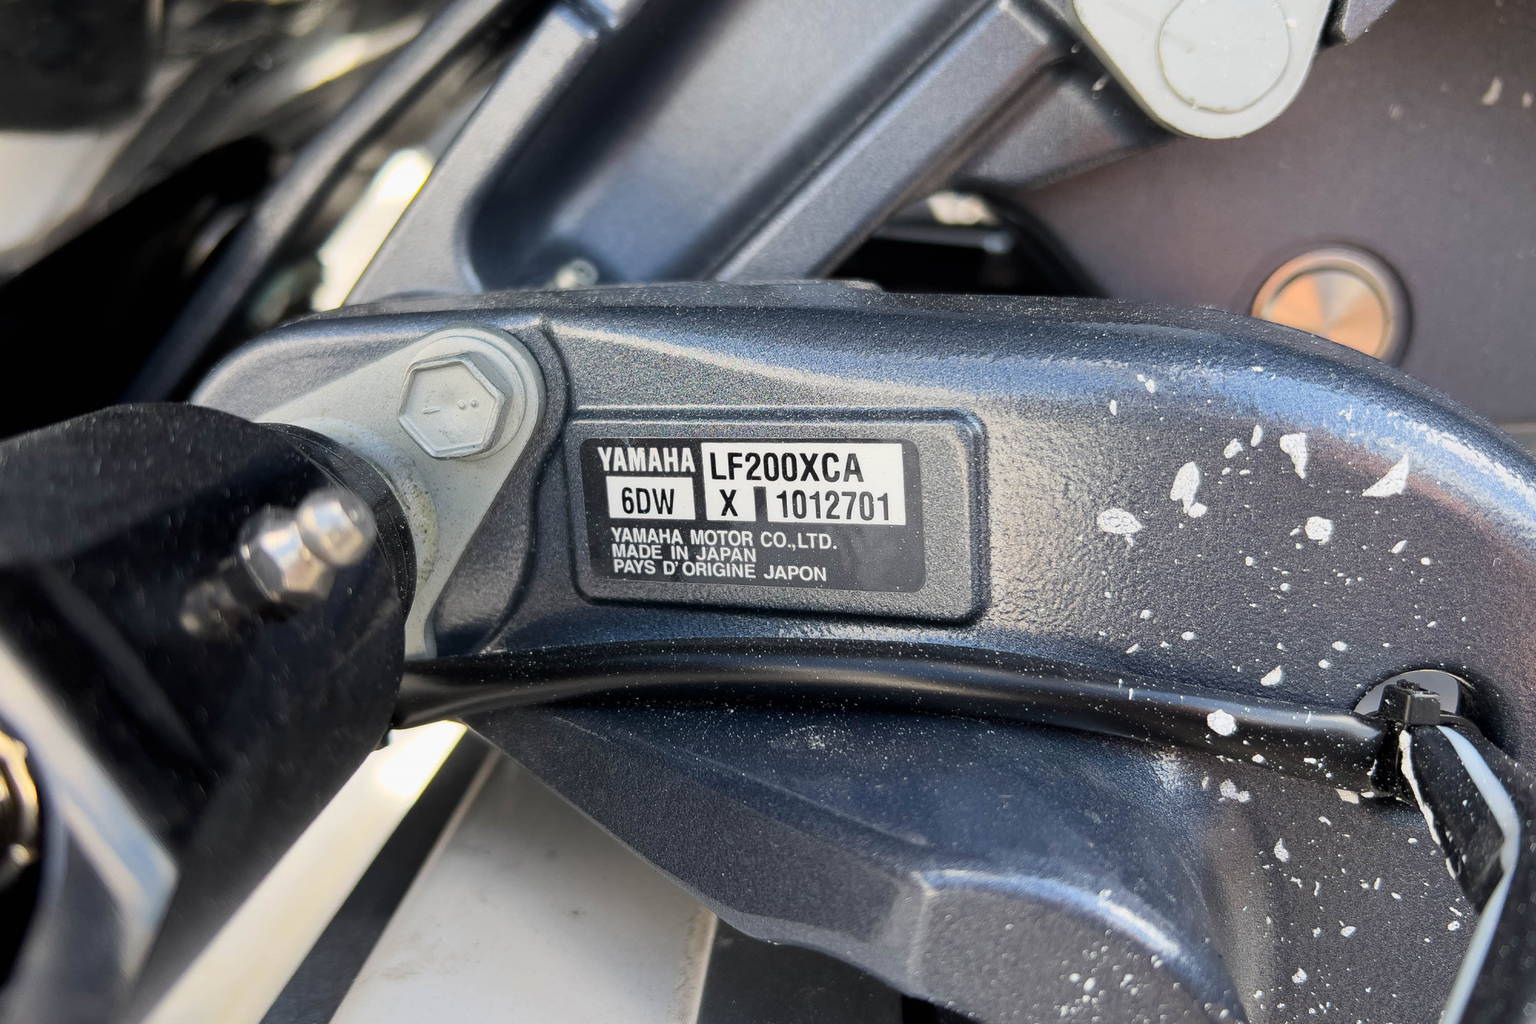 YAMAHA LF200XCA
6DW X 1012701
YAMAHA MOTOR CO.,LTD.
MADE IN JAPAN
PAYS D'ORIGINE JAPON